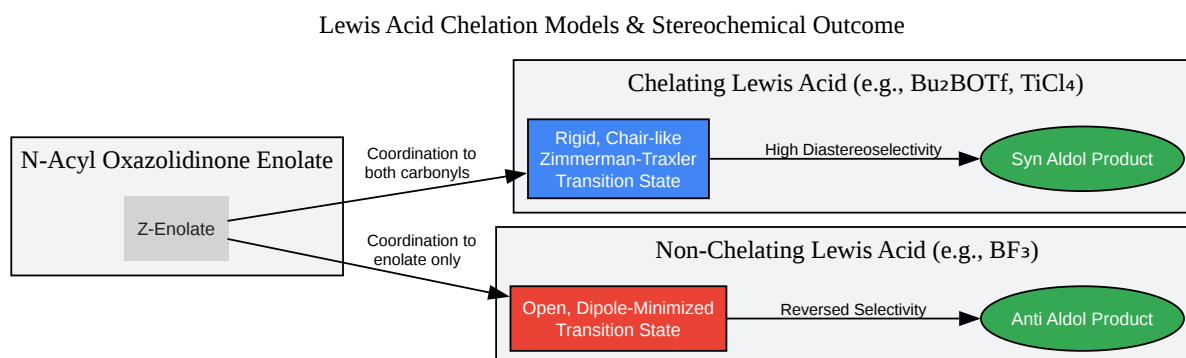 Lewis Acid Chelation Models & Stereochemical Outcome
N-Acyl Oxazolidinone Enolate
Z-Enolate
Coordination to
both carbonyls
Coordination to
enolate only
Chelating Lewis Acid (e.g., Bu₂BOTf, TiCl₄)
Rigid, Chair-like
Zimmerman-Traxler
Transition State
High Diastereoselectivity
Syn Aldol Product
Non-Chelating Lewis Acid (e.g., BF₃)
Open, Dipole-Minimized
Transition State
Reversed Selectivity
Anti Aldol Product